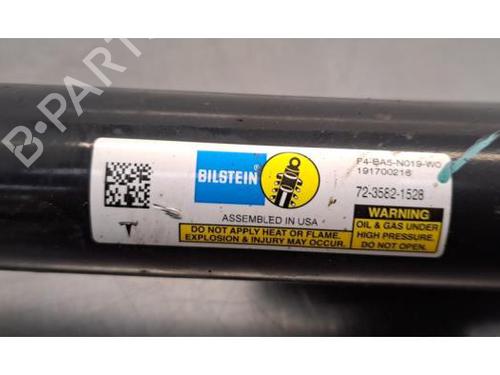 B-PARTS
BILSTEIN
P4-BA5-N019-W0
191700216
72-3582-1528
ASSEMBLED IN USA
DO NOT APPLY HEAT OR FLAME.
EXPLOSION & INJURY MAY OCCUR.
WARNING
OIL & GAS UNDER
HIGH PRESSURE.
DO NOT OPEN.